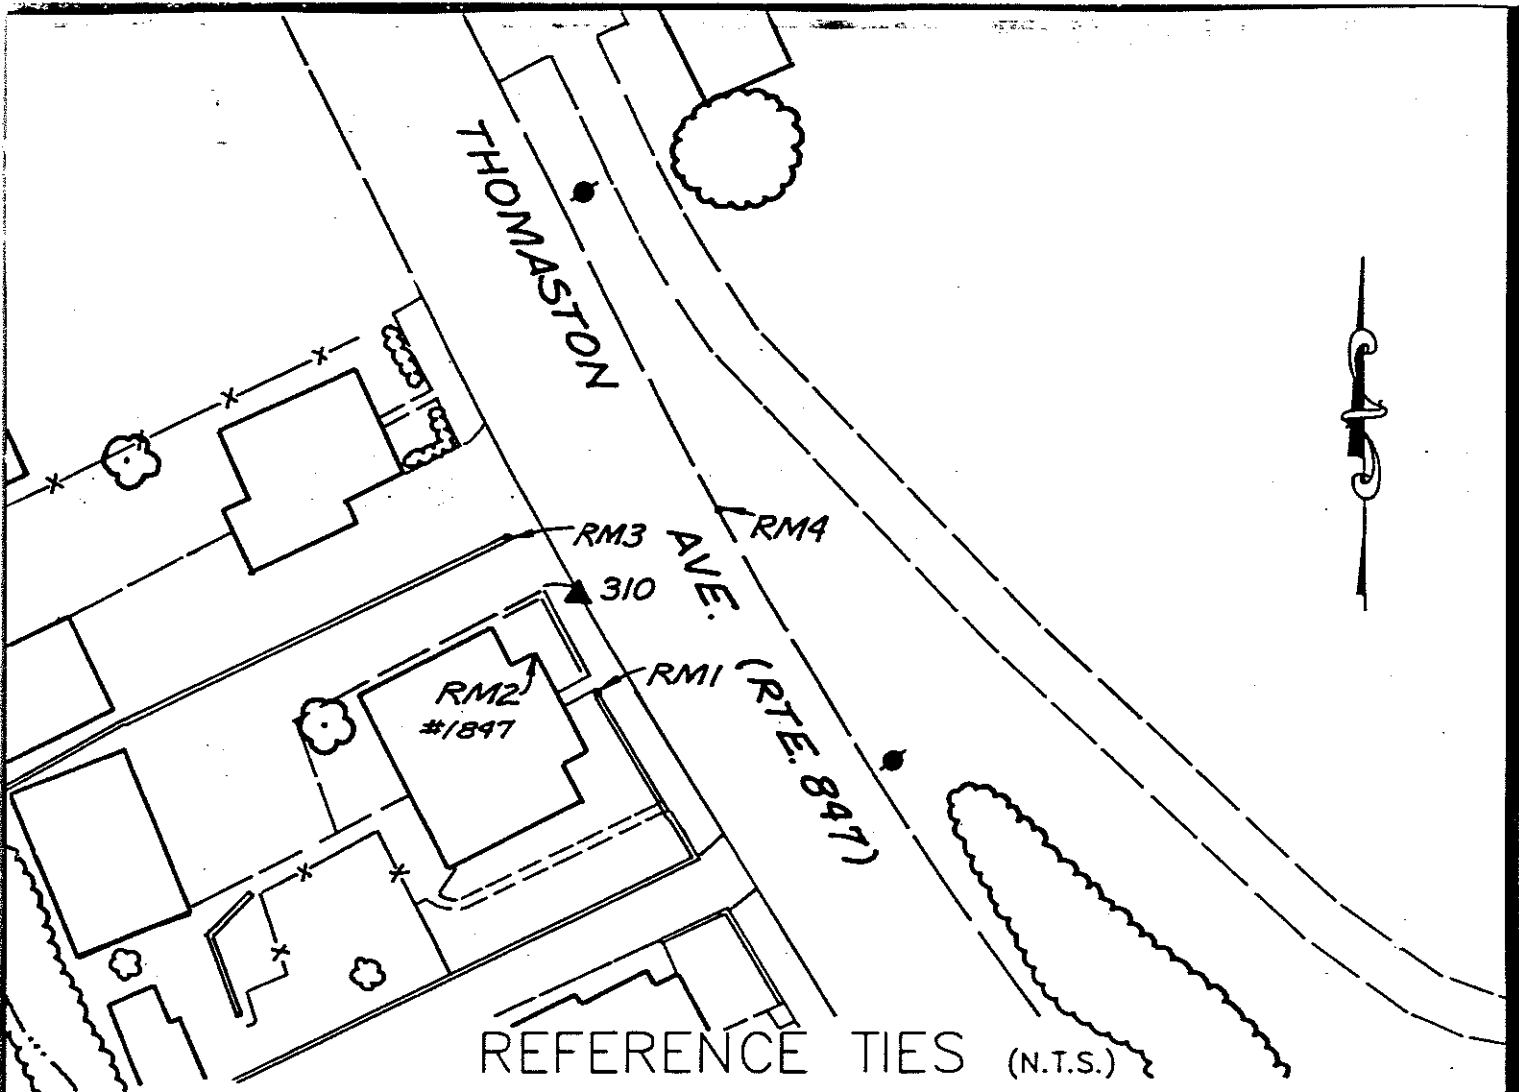 THOMASTON AVE. (RTE. 847)
RM3
RM4
310
RM1
RM2
#1847
REFERENCE TIES (N.T.S.)